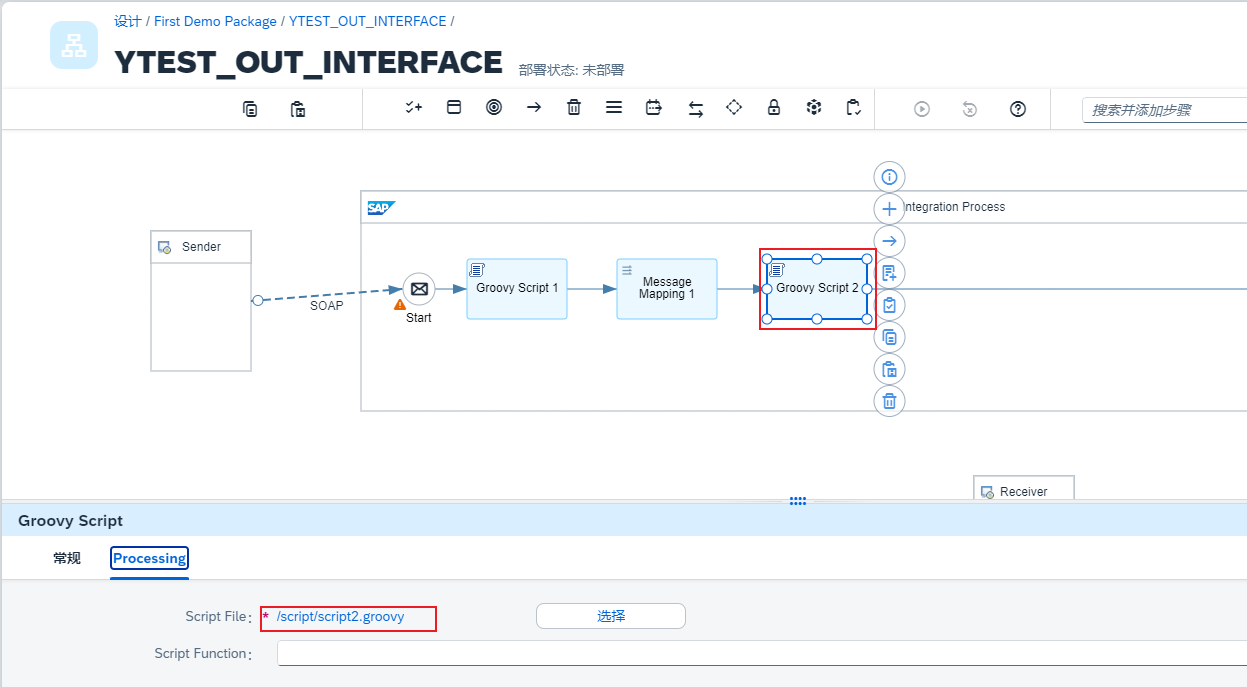 设计 / First Demo Package / YTEST_OUT_INTERFACE /
YTEST_OUT_INTERFACE
部署状态: 未部署
搜索并添加步骤
SAP
Integration Process
Sender
SOAP
Start
Groovy Script 1
Message
Mapping 1
Groovy Script 2
Receiver
Groovy Script
常规
Processing
Script File:
* /script/script2.groovy
选择
Script Function: